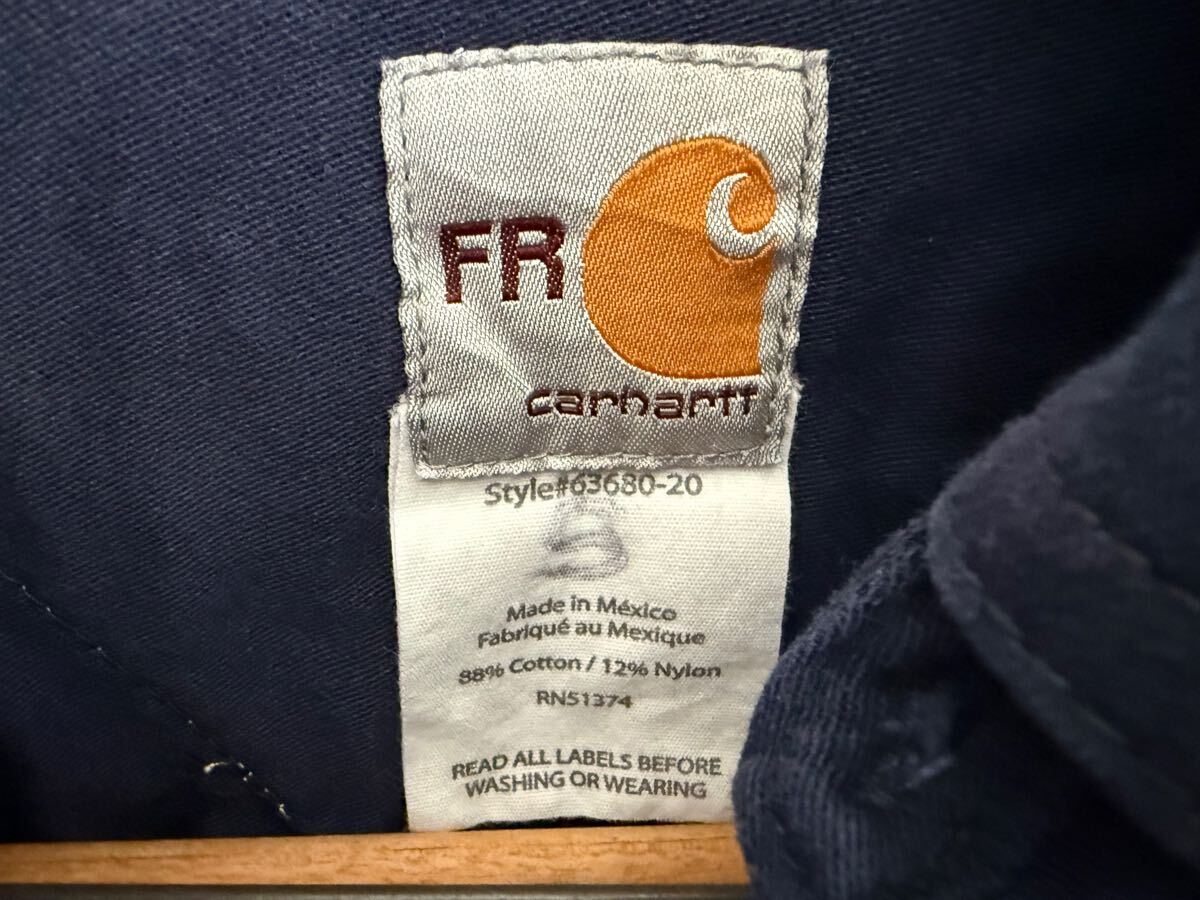 FR
carhartt
Style#63680-20
Made in México
Fabriqué au Mexique
88% Cotton / 12% Nylon
RN51374
READ ALL LABELS BEFORE
WASHING OR WEARING